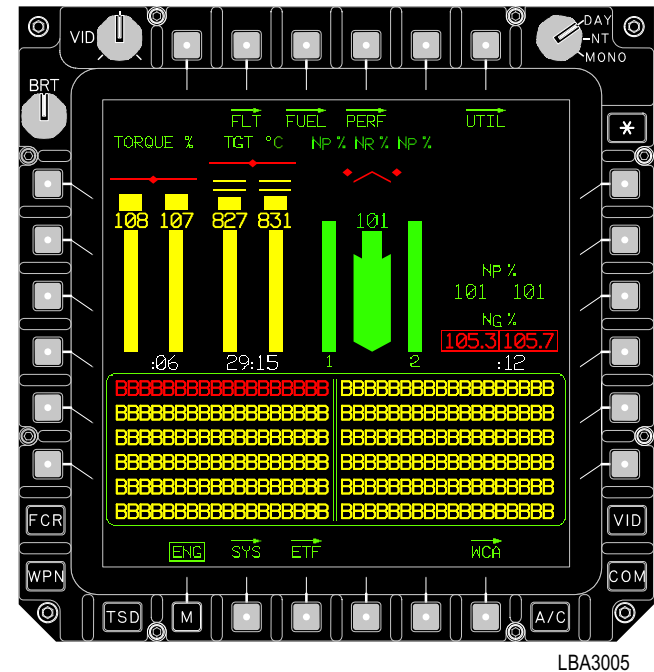 DAY
VID
NT
MONO
BRT
*
FLT FUEL PERF UTIL
TORQUE % TGT °C NP % NR % NP %
108 107 827 831 101
NP %
101 101
NG %
105.3 105.7
:06 29:15 1 2 :12
BBBBBBBBBBBBBBBBBB BBBBBBBBBBBBBBBBBB
BBBBBBBBBBBBBBBBBB BBBBBBBBBBBBBBBBBB
BBBBBBBBBBBBBBBBBB BBBBBBBBBBBBBBBBBB
BBBBBBBBBBBBBBBBBB BBBBBBBBBBBBBBBBBB
BBBBBBBBBBBBBBBBBB BBBBBBBBBBBBBBBBBB
BBBBBBBBBBBBBBBBBB BBBBBBBBBBBBBBBBBB
FCR VID
ENG SYS ETF WCA
WPN COM
TSD M A/C
LBA3005